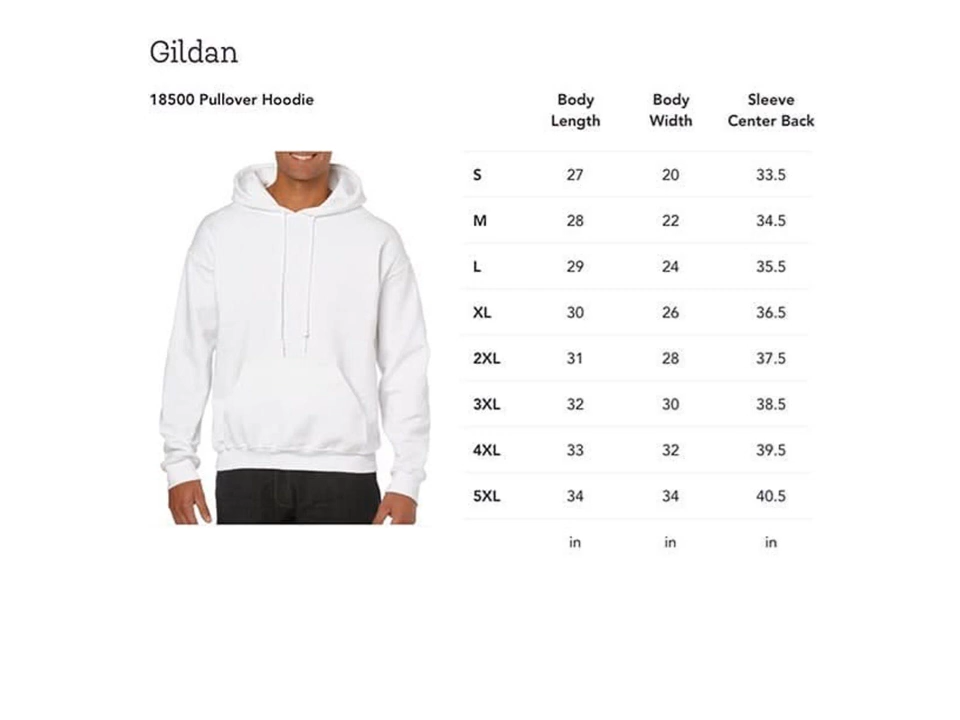 Gildan
18500 Pullover Hoodie
Body Length Body Width Sleeve Center Back
S 27 20 33.5
M 28 22 34.5
L 29 24 35.5
XL 30 26 36.5
2XL 31 28 37.5
3XL 32 30 38.5
4XL 33 32 39.5
5XL 34 34 40.5
in in in